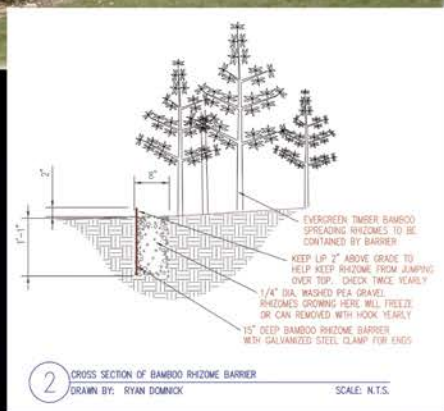 2"
8"
1'-1"
EVERGREEN TIMBER BAMBOO
SPREADING RHIZOMES TO BE
CONTAINED BY BARRIER
KEEP LIP 2" ABOVE GRADE TO
HELP KEEP RHIZOME FROM JUMPING
OVER TOP. CHECK TWICE YEARLY
1/4" DIA. WASHED PEA GRAVEL
RHIZOMES GROWING HERE WILL FREEZE
OR CAN REMOVED WITH HOOK YEARLY
15" DEEP BAMBOO RHIZOME BARRIER
WITH GALVANIZED STEEL CLAMP FOR ENDS
2
CROSS SECTION OF BAMBOO RHIZOME BARRIER
DRAWN BY: RYAN DOMNICK
SCALE: N.T.S.